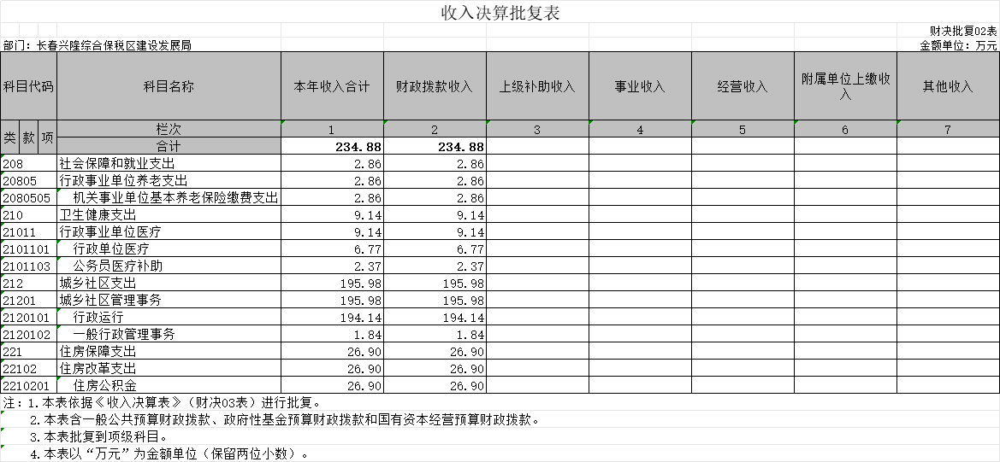 收入决算批复表
财决批复02表
部门：长春兴隆综合保税区建设发展局 金额单位：万元
科目代码 科目名称 本年收入合计 财政拨款收入 上级补助收入 事业收入 经营收入 附属单位上缴收入 其他收入
类 款 项 栏次 1 2 3 4 5 6 7
合计 234.88 234.88
208 社会保障和就业支出 2.86 2.86
20805 行政事业单位养老支出 2.86 2.86
2080505 机关事业单位基本养老保险缴费支出 2.86 2.86
210 卫生健康支出 9.14 9.14
21011 行政事业单位医疗 9.14 9.14
2101101 行政单位医疗 6.77 6.77
2101103 公务员医疗补助 2.37 2.37
212 城乡社区支出 195.98 195.98
21201 城乡社区管理事务 195.98 195.98
2120101 行政运行 194.14 194.14
2120102 一般行政管理事务 1.84 1.84
221 住房保障支出 26.90 26.90
22102 住房改革支出 26.90 26.90
2210201 住房公积金 26.90 26.90
注：1.本表依据《收入决算表》（财决03表）进行批复。
2.本表含一般公共预算财政拨款、政府性基金预算财政拨款和国有资本经营预算财政拨款。
3.本表批复到项级科目。
4.本表以“万元”为金额单位（保留两位小数）。